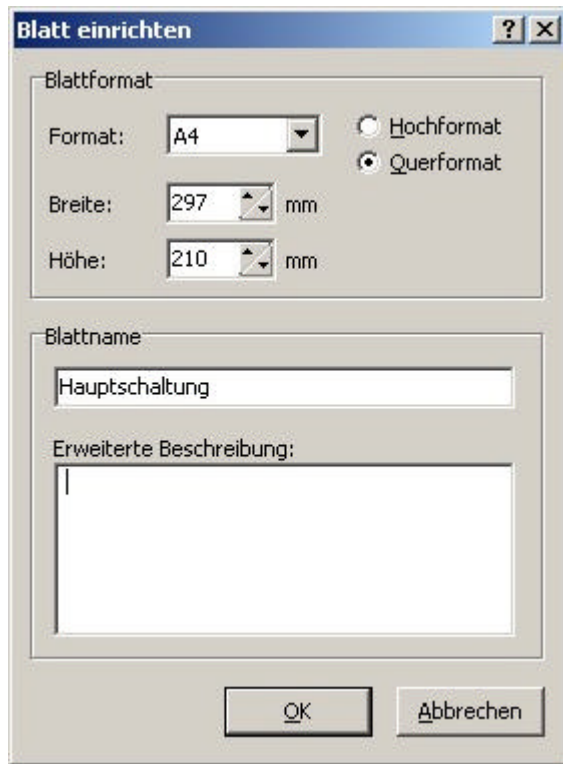 Blatt einrichten
Blattformat
Format: A4 Hochformat
Querformat
Breite: 297 mm
Höhe: 210 mm
Blattname
Hauptschaltung
Erweiterte Beschreibung:
OK Abbrechen